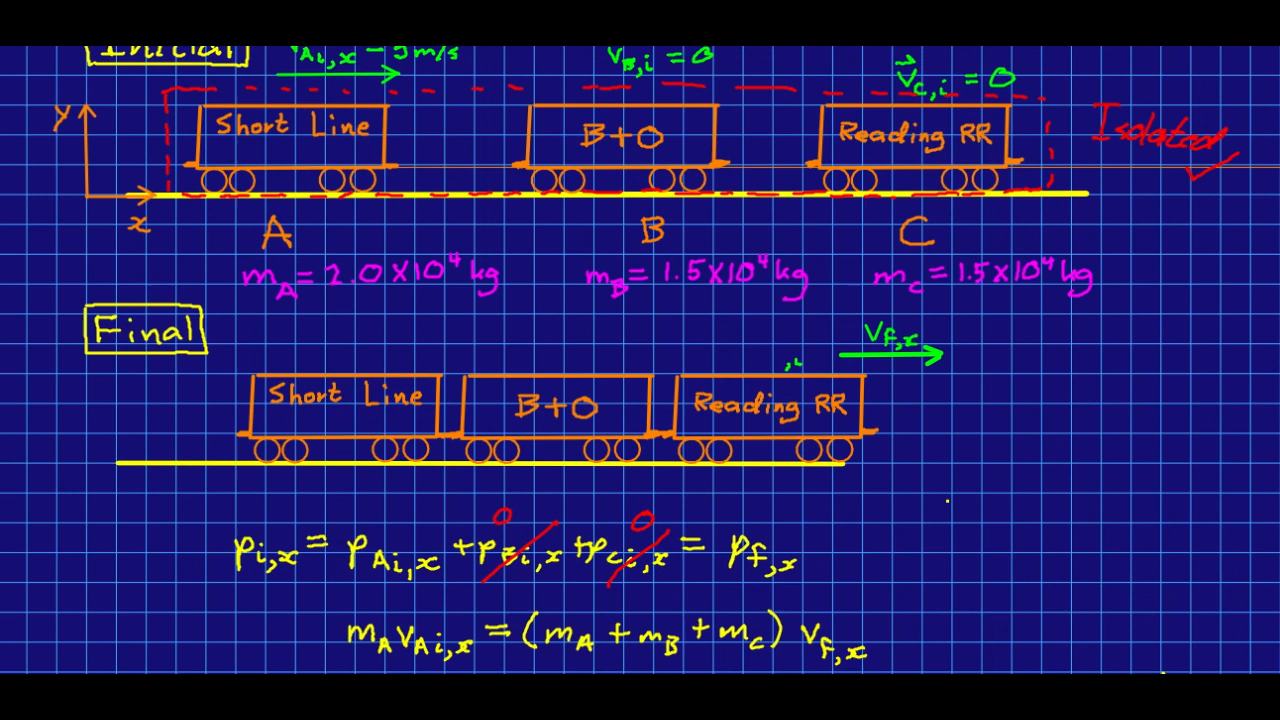 Initial
v_Ai,x = 5m/s v_B,i = 0
v_C,i = 0
y
Short Line B+O Reading RR Isolated ✓
x
A B C
m_A = 2.0×10^4 kg m_B = 1.5×10^4 kg m_C = 1.5×10^4 kg
Final
v_f,x
Short Line B+O Reading RR
0 0
p_i,x = p_Ai,x + p_Bi,x + p_Ci,x = p_f,x
m_A v_Ai,x = (m_A + m_B + m_C) v_f,x